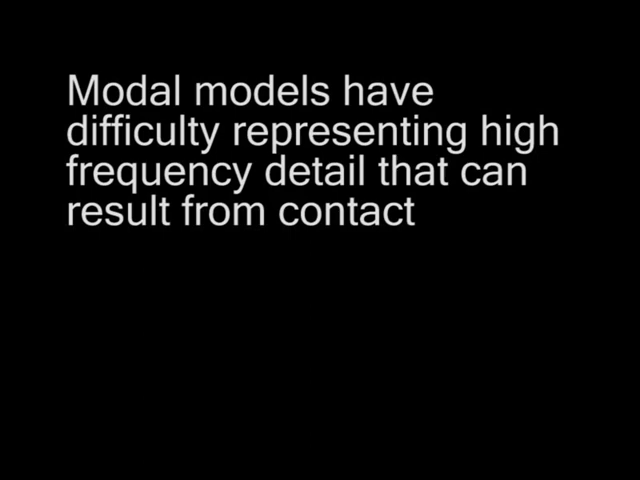 Modal models have
difficulty representing high
frequency detail that can
result from contact